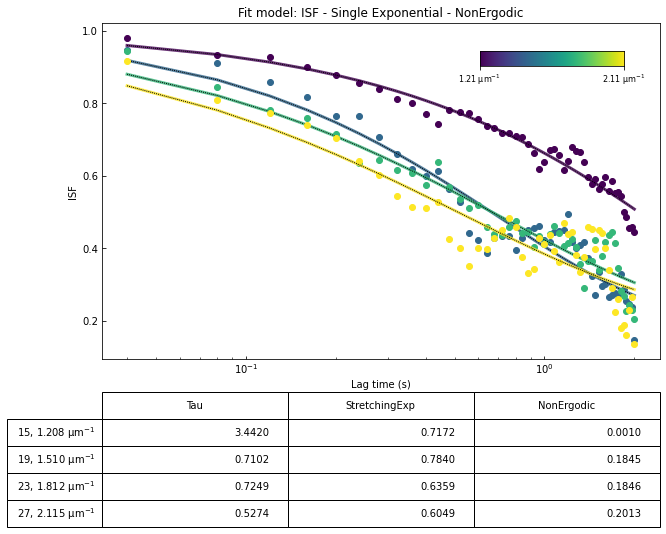 Fit model: ISF - Single Exponential - NonErgodic
1.0
0.8
0.6
0.4
0.2
ISF
1.21 μm⁻¹ 2.11 μm⁻¹
10⁻¹ 10⁰
Lag time (s)
Tau StretchingExp NonErgodic
15, 1.208 μm⁻¹ 3.4420 0.7172 0.0010
19, 1.510 μm⁻¹ 0.7102 0.7840 0.1845
23, 1.812 μm⁻¹ 0.7249 0.6359 0.1846
27, 2.115 μm⁻¹ 0.5274 0.6049 0.2013